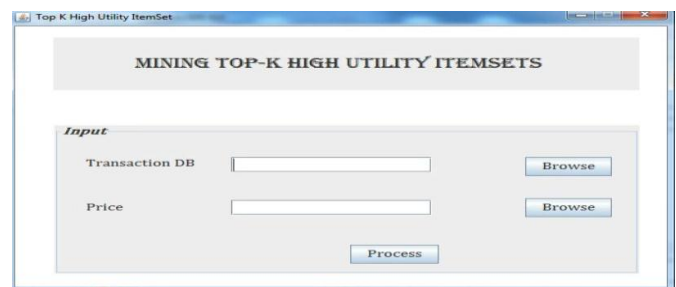 Top K High Utility ItemSet
MINING TOP-K HIGH UTILITY ITEMSETS
Input
Transaction DB
Browse
Price
Browse
Process